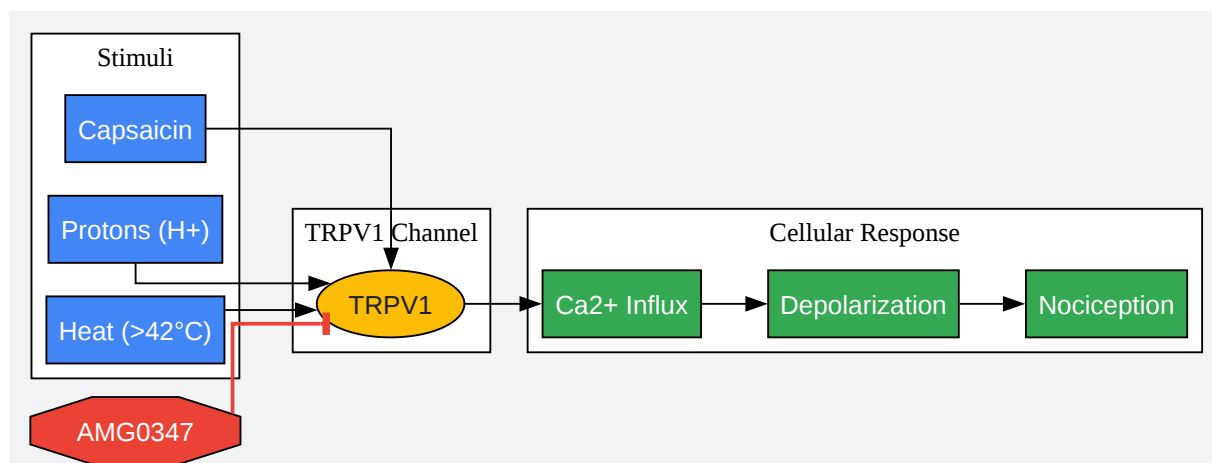 Stimuli
Capsaicin
Protons (H+)
Heat (>42°C)
AMG0347
TRPV1 Channel
TRPV1
Cellular Response
Ca2+ Influx
Depolarization
Nociception